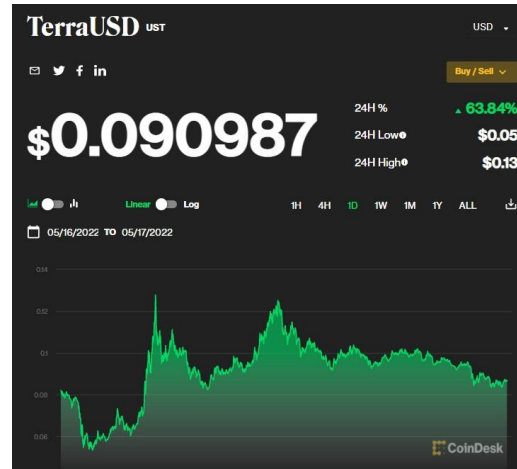 TerraUSD UST
USD
Buy / Sell
$0.090987
24H % 63.84%
24H Low $0.05
24H High $0.13
Linear Log
1H 4H 1D 1W 1M 1Y ALL
05/16/2022 TO 05/17/2022
0.14
0.12
0.1
0.08
0.06
CoinDesk